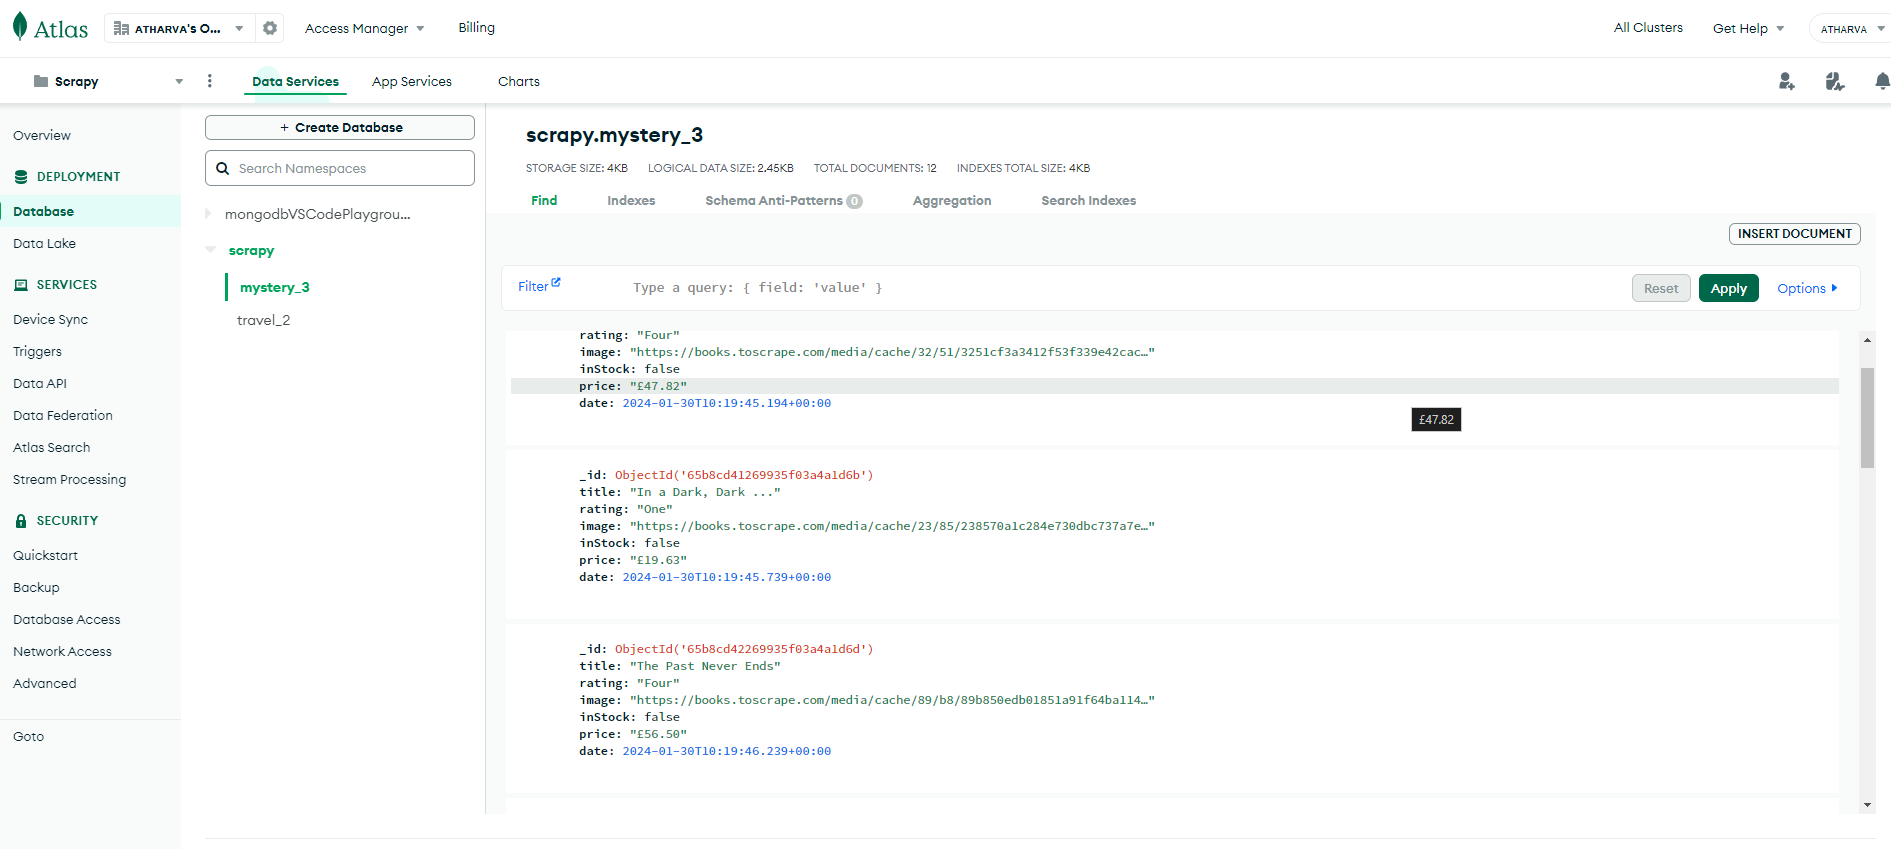 Atlas
ATHARVA'S O...
Access Manager
Billing
All Clusters
Get Help
ATHARVA
Scrapy
Data Services
App Services
Charts
Overview
DEPLOYMENT
Database
Data Lake
SERVICES
Device Sync
Triggers
Data API
Data Federation
Atlas Search
Stream Processing
SECURITY
Quickstart
Backup
Database Access
Network Access
Advanced
Goto
+ Create Database
Search Namespaces
mongodbVSCodePlaygrou...
scrapy
mystery_3
travel_2
scrapy.mystery_3
STORAGE SIZE: 4KB LOGICAL DATA SIZE: 2.45KB TOTAL DOCUMENTS: 12 INDEXES TOTAL SIZE: 4KB
Find Indexes Schema Anti-Patterns 0 Aggregation Search Indexes
INSERT DOCUMENT
Filter
Type a query: { field: 'value' }
Reset
Apply
Options
rating: "Four"
image: "https://books.toscrape.com/media/cache/32/51/3251cf3a3412f53f339e42cac…"
inStock: false
price: "£47.82"
date: 2024-01-30T10:19:45.194+00:00
£47.82
_id: ObjectId('65b8cd41269935f03a4a1d6b')
title: "In a Dark, Dark ..."
rating: "One"
image: "https://books.toscrape.com/media/cache/23/85/238570a1c284e730dbc737a7e…"
inStock: false
price: "£19.63"
date: 2024-01-30T10:19:45.739+00:00
_id: ObjectId('65b8cd42269935f03a4a1d6d')
title: "The Past Never Ends"
rating: "Four"
image: "https://books.toscrape.com/media/cache/89/b8/89b850edb01851a91f64ba114…"
inStock: false
price: "£56.50"
date: 2024-01-30T10:19:46.239+00:00